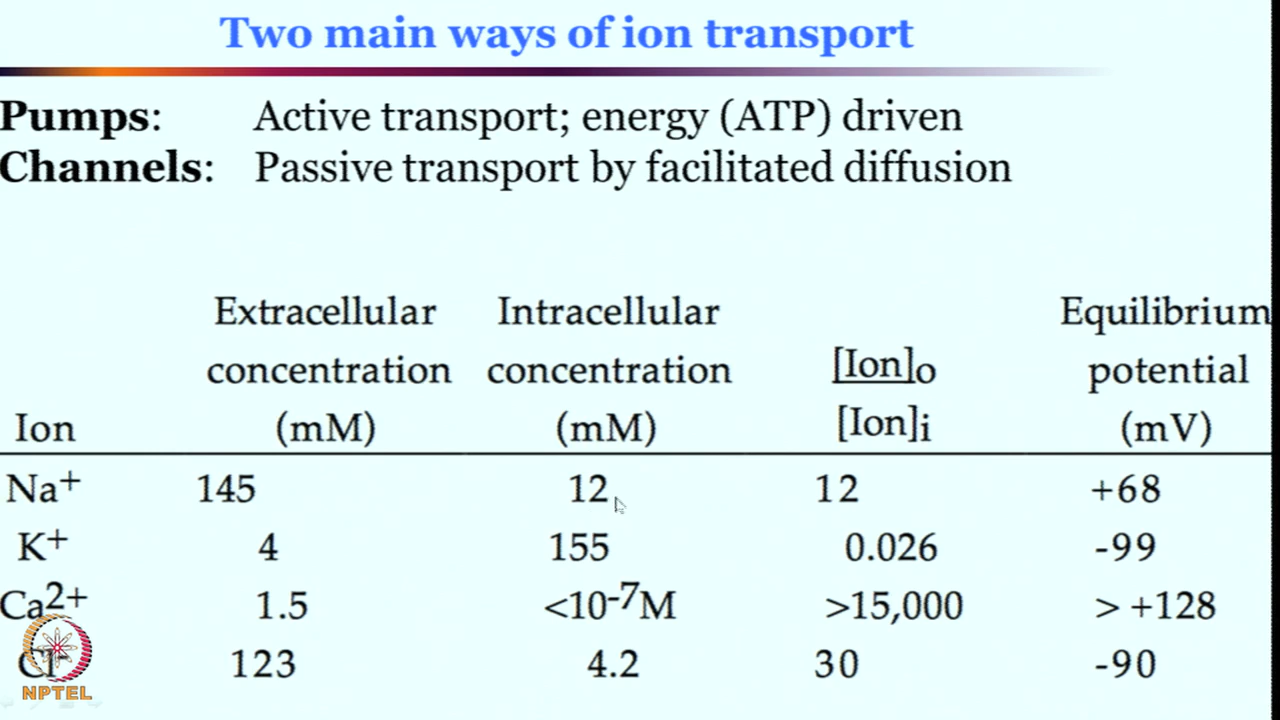 Two main ways of ion transport
Pumps: Active transport; energy (ATP) driven
Channels: Passive transport by facilitated diffusion
Extracellular Intracellular Equilibrium
concentration concentration [Ion]o potential
Ion (mM) (mM) [Ion]i (mV)
Na+ 145 12 12 +68
K+ 4 155 0.026 -99
Ca2+ 1.5 <10-7M >15,000 > +128
Cl- 123 4.2 30 -90
NPTEL